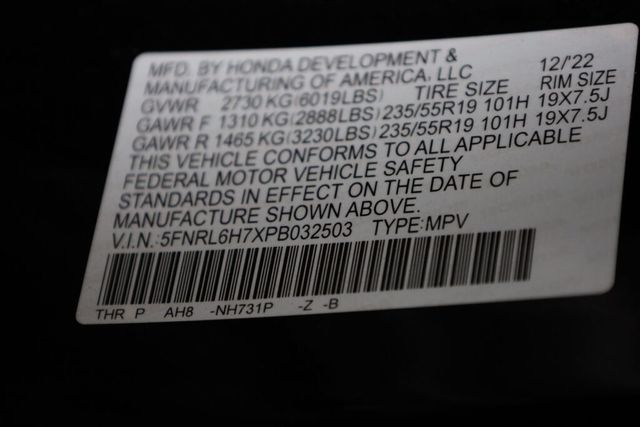 MFD. BY HONDA DEVELOPMENT & 12/'22
MANUFACTURING OF AMERICA, LLC RIM SIZE
GVWR 2730 KG(6019LBS) TIRE SIZE
GAWR F 1310 KG(2888LBS) 235/55R19 101H 19X7.5J
GAWR R 1465 KG(3230LBS) 235/55R19 101H 19X7.5J
THIS VEHICLE CONFORMS TO ALL APPLICABLE
FEDERAL MOTOR VEHICLE SAFETY
STANDARDS IN EFFECT ON THE DATE OF
MANUFACTURE SHOWN ABOVE.
V.I.N.:5FNRL6H7XPB032503 TYPE:MPV
THR P AH8 -NH731P -Z -B